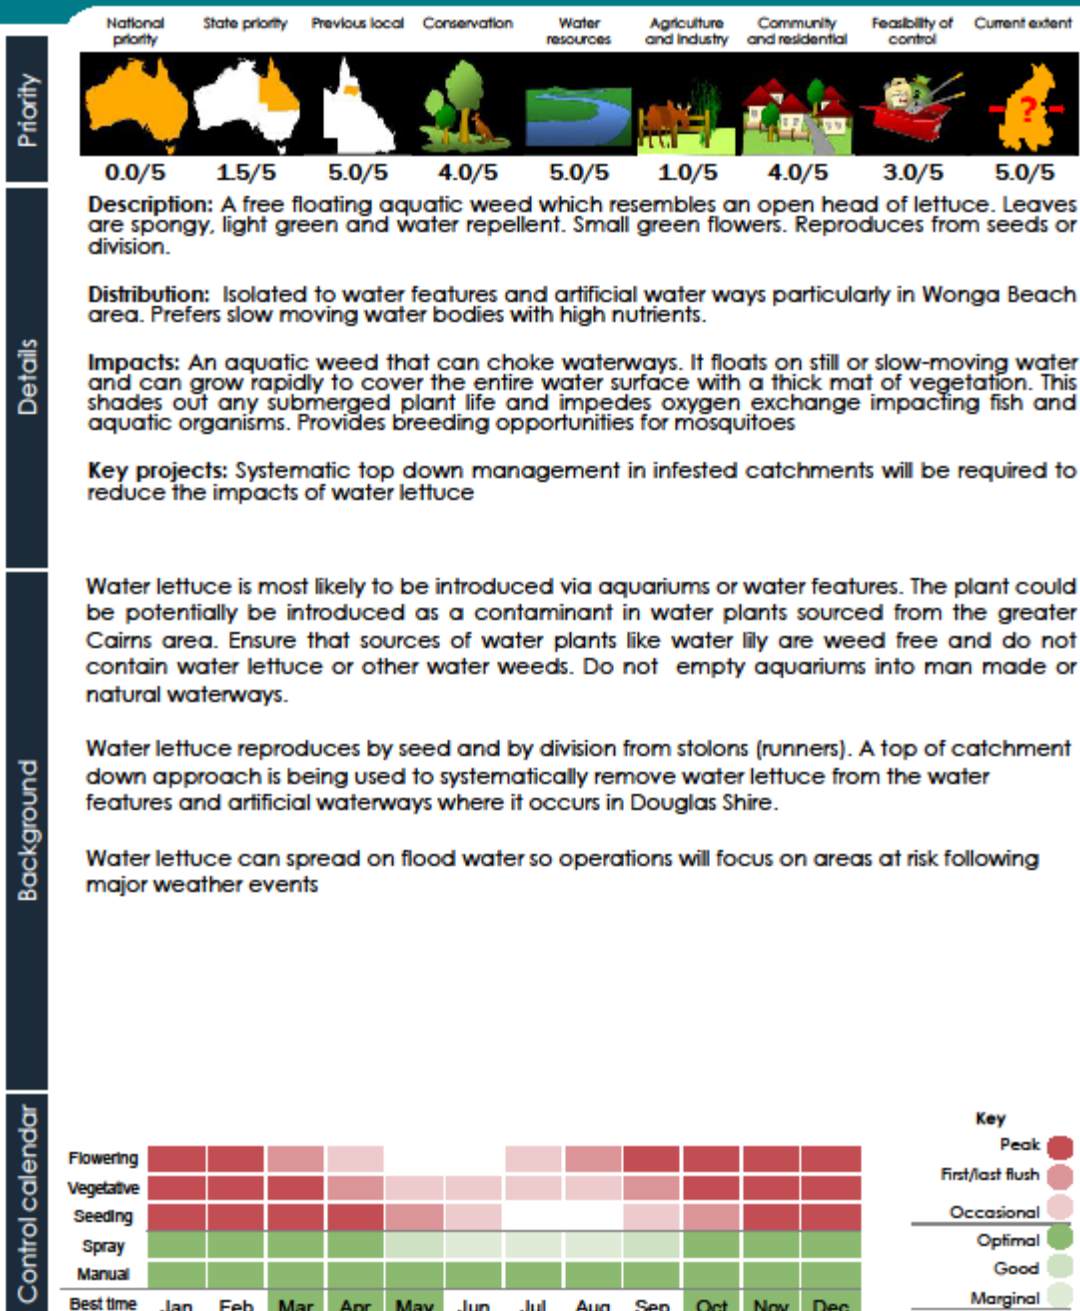 National priority
State priority
Previous local
Conservation
Water resources
Agriculture and industry
Community and residential
Feasibility of control
Current extent
Priority
?
0.0/5 1.5/5 5.0/5 4.0/5 5.0/5 1.0/5 4.0/5 3.0/5 5.0/5
Details
Description: A free floating aquatic weed which resembles an open head of lettuce. Leaves
are spongy, light green and water repellent. Small green flowers. Reproduces from seeds or
division.
Distribution: Isolated to water features and artificial water ways particularly in Wonga Beach
area. Prefers slow moving water bodies with high nutrients.
Impacts: An aquatic weed that can choke waterways. It floats on still or slow-moving water
and can grow rapidly to cover the entire water surface with a thick mat of vegetation. This
shades out any submerged plant life and impedes oxygen exchange impacting fish and
aquatic organisms. Provides breeding opportunities for mosquitoes
Key projects: Systematic top down management in infested catchments will be required to
reduce the impacts of water lettuce
Background
Water lettuce is most likely to be introduced via aquariums or water features. The plant could
be potentially be introduced as a contaminant in water plants sourced from the greater
Cairns area. Ensure that sources of water plants like water lily are weed free and do not
contain water lettuce or other water weeds. Do not empty aquariums into man made or
natural waterways.
Water lettuce reproduces by seed and by division from stolons (runners). A top of catchment
down approach is being used to systematically remove water lettuce from the water
features and artificial waterways where it occurs in Douglas Shire.
Water lettuce can spread on flood water so operations will focus on areas at risk following
major weather events
Control calendar
Flowering
Vegetative
Seeding
Spray
Manual
Best time Jan Feb Mar Apr May Jun Jul Aug Sep Oct Nov Dec
Key
Peak
First/last flush
Occasional
Optimal
Good
Marginal